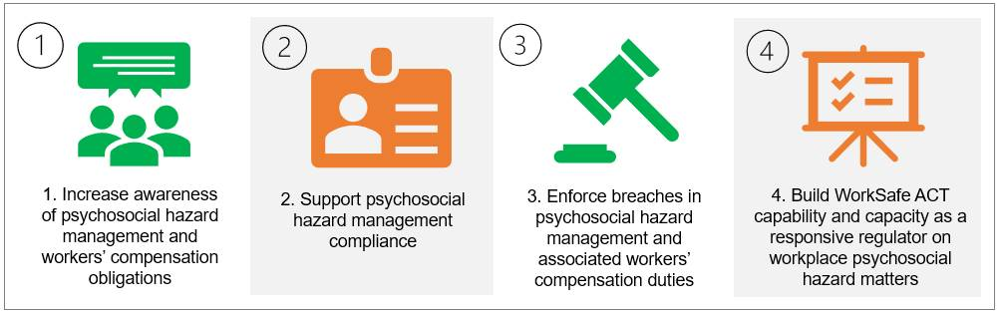 1
1. Increase awareness
of psychosocial hazard
management and
workers’ compensation
obligations
2
2. Support psychosocial
hazard management
compliance
3
3. Enforce breaches in
psychosocial hazard
management and
associated workers’
compensation duties
4
4. Build WorkSafe ACT
capability and capacity as a
responsive regulator on
workplace psychosocial
hazard matters